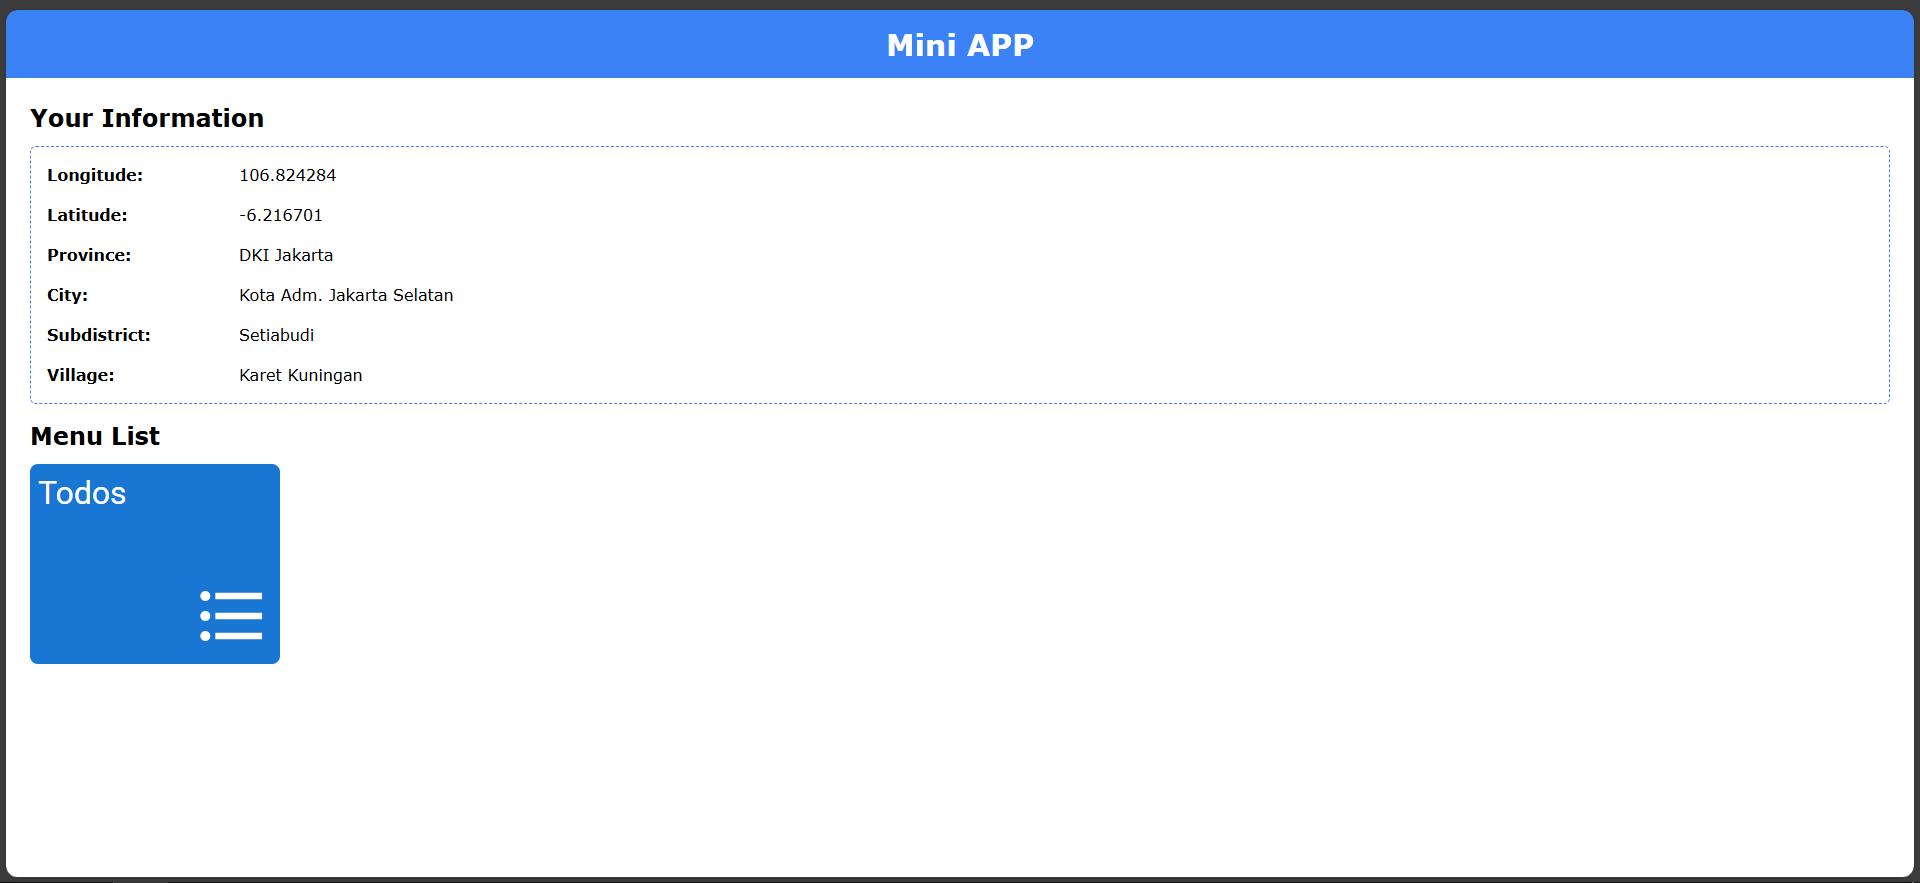 Mini APP
Your Information
Longitude: 106.824284
Latitude: -6.216701
Province: DKI Jakarta
City: Kota Adm. Jakarta Selatan
Subdistrict: Setiabudi
Village: Karet Kuningan
Menu List
Todos